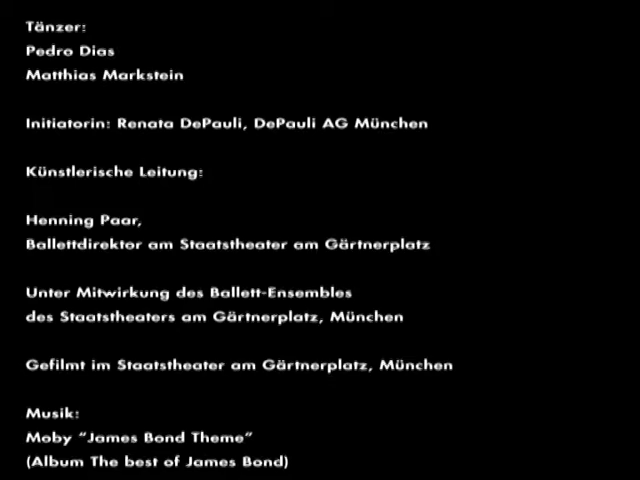 Tänzer:
Pedro Dias
Matthias Markstein
Initiatorin: Renata DePauli, DePauli AG München
Künstlerische Leitung:
Henning Paar,
Ballettdirektor am Staatstheater am Gärtnerplatz
Unter Mitwirkung des Ballett-Ensembles
des Staatstheaters am Gärtnerplatz, München
Gefilmt im Staatstheater am Gärtnerplatz, München
Musik:
Moby "James Bond Theme"
(Album The best of James Bond)